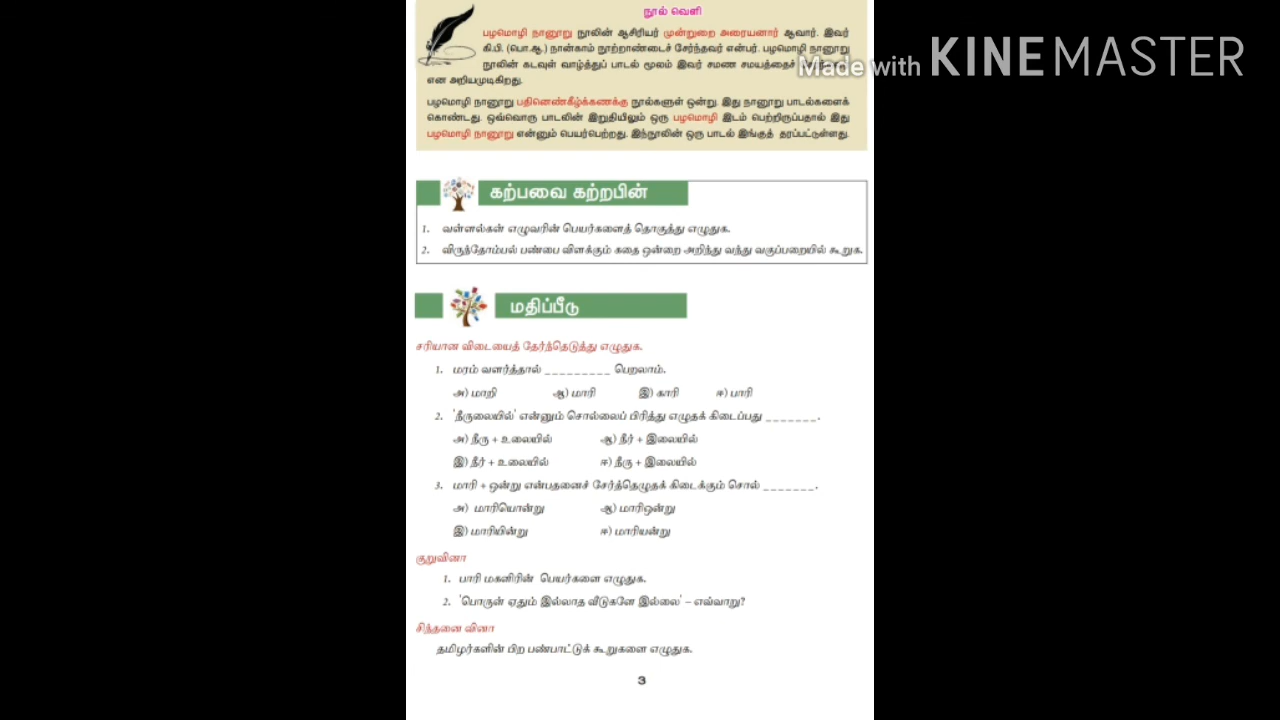 நூல் வெளி
பழமொழி நானூறு நூலின் ஆசிரியர் முன்றுறை அரையனார் ஆவார். இவர்
கி.பி. (பொ.ஆ.) நான்காம் நூற்றாண்டைச் சேர்ந்தவர் என்பர். பழமொழி நானூறு
நூலின் கடவுள் வாழ்த்துப் பாடல் மூலம் இவர் சமண சமயத்தைச்
என அறியமுடிகிறது.
Made with KINEMASTER
பழமொழி நானூறு பதினெண்கீழ்க்கணக்கு நூல்களுள் ஒன்று. இது நானூறு பாடல்களைக்
கொண்டது. ஒவ்வொரு பாடலின் இறுதியிலும் ஒரு பழமொழி இடம் பெற்றிருப்பதால் இது
பழமொழி நானூறு என்னும் பெயர்பெற்றது. இந்நூலின் ஒரு பாடல் இங்குத் தரப்பட்டுள்ளது.
கற்பவை கற்றபின்
1. வள்ளல்கள் எழுவரின் பெயர்களைத் தொகுத்து எழுதுக.
2. விருந்தோம்பல் பண்பை விளக்கும் கதை ஒன்றை அறிந்து வந்து வகுப்பறையில் கூறுக.
மதிப்பீடு
சரியான விடையைத் தேர்ந்தெடுத்து எழுதுக.
1. மரம் வளர்த்தால் _________ பெறலாம்.
அ) மாறி ஆ) மாரி இ) காரி ஈ) பாரி
2. 'நீருலையில்' என்னும் சொல்லைப் பிரித்து எழுதக் கிடைப்பது _______.
அ) நீரு + உலையில் ஆ) நீர் + இலையில்
இ) நீர் + உலையில் ஈ) நீரு + இலையில்
3. மாரி + ஒன்று என்பதனைச் சேர்த்தெழுதக் கிடைக்கும் சொல் _______.
அ) மாரியொன்று ஆ) மாரிஒன்று
இ) மாரியின்று ஈ) மாரியன்று
குறுவினா
1. பாரி மகளிரின் பெயர்களை எழுதுக.
2. 'பொருள் ஏதும் இல்லாத வீடுகளே இல்லை' – எவ்வாறு?
சிந்தனை வினா
தமிழர்களின் பிற பண்பாட்டுக் கூறுகளை எழுதுக.
3